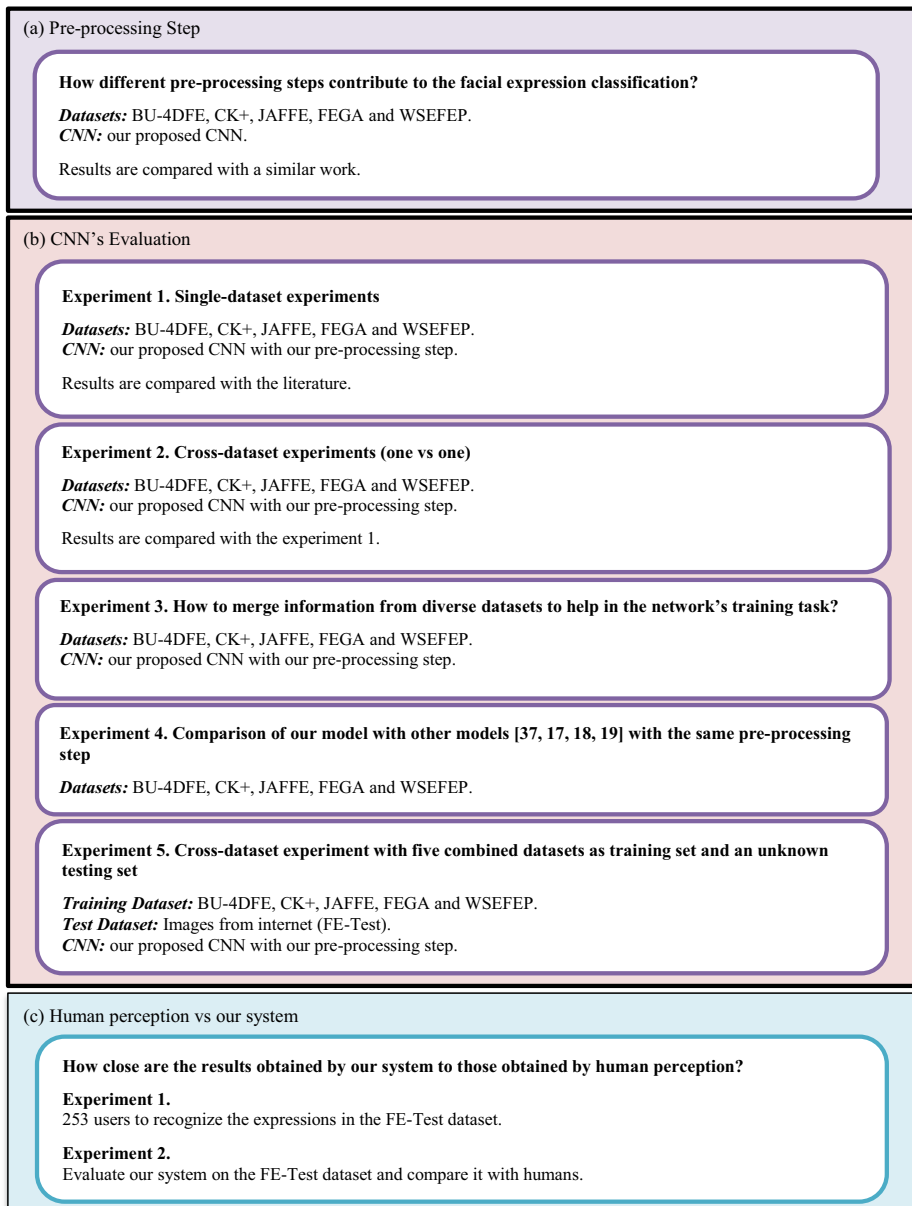 (a) Pre-processing Step
How different pre-processing steps contribute to the facial expression classification?
Datasets: BU-4DFE, CK+, JAFFE, FEGA and WSEFEP.
CNN: our proposed CNN.
Results are compared with a similar work.
(b) CNN's Evaluation
Experiment 1. Single-dataset experiments
Datasets: BU-4DFE, CK+, JAFFE, FEGA and WSEFEP.
CNN: our proposed CNN with our pre-processing step.
Results are compared with the literature.
Experiment 2. Cross-dataset experiments (one vs one)
Datasets: BU-4DFE, CK+, JAFFE, FEGA and WSEFEP.
CNN: our proposed CNN with our pre-processing step.
Results are compared with the experiment 1.
Experiment 3. How to merge information from diverse datasets to help in the network's training task?
Datasets: BU-4DFE, CK+, JAFFE, FEGA and WSEFEP.
CNN: our proposed CNN with our pre-processing step.
Experiment 4. Comparison of our model with other models [37, 17, 18, 19] with the same pre-processing
step
Datasets: BU-4DFE, CK+, JAFFE, FEGA and WSEFEP.
Experiment 5. Cross-dataset experiment with five combined datasets as training set and an unknown
testing set
Training Dataset: BU-4DFE, CK+, JAFFE, FEGA and WSEFEP.
Test Dataset: Images from internet (FE-Test).
CNN: our proposed CNN with our pre-processing step.
(c) Human perception vs our system
How close are the results obtained by our system to those obtained by human perception?
Experiment 1.
253 users to recognize the expressions in the FE-Test dataset.
Experiment 2.
Evaluate our system on the FE-Test dataset and compare it with humans.